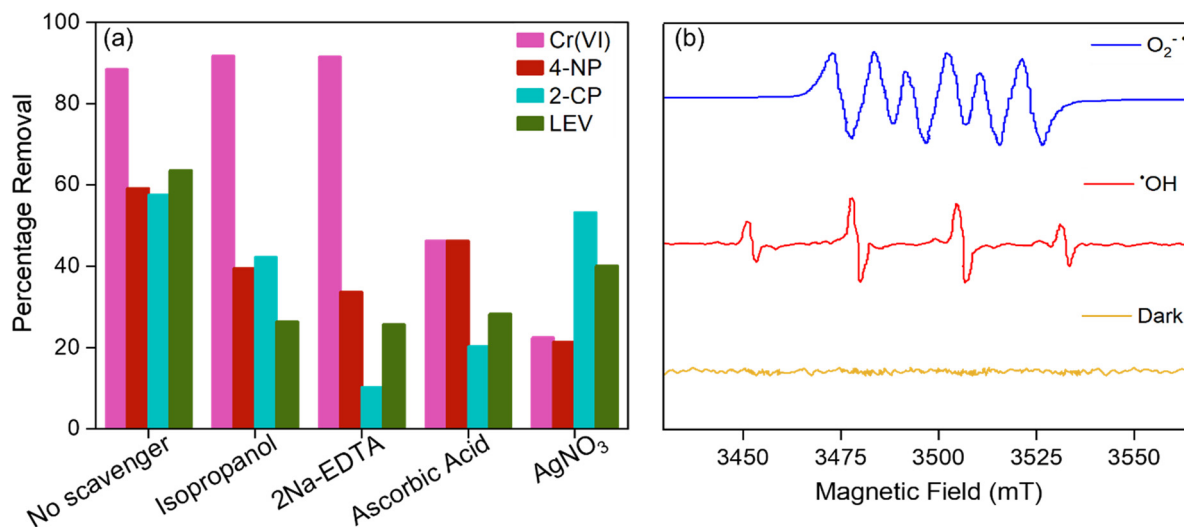 (a)
Cr(VI)
4-NP
2-CP
LEV
Percentage Removal
100
80
60
40
20
0
No scavenger
Isopropanol
2Na-EDTA
Ascorbic Acid
AgNO₃
(b)
O₂⁻•
•OH
Dark
3450 3475 3500 3525 3550
Magnetic Field (mT)